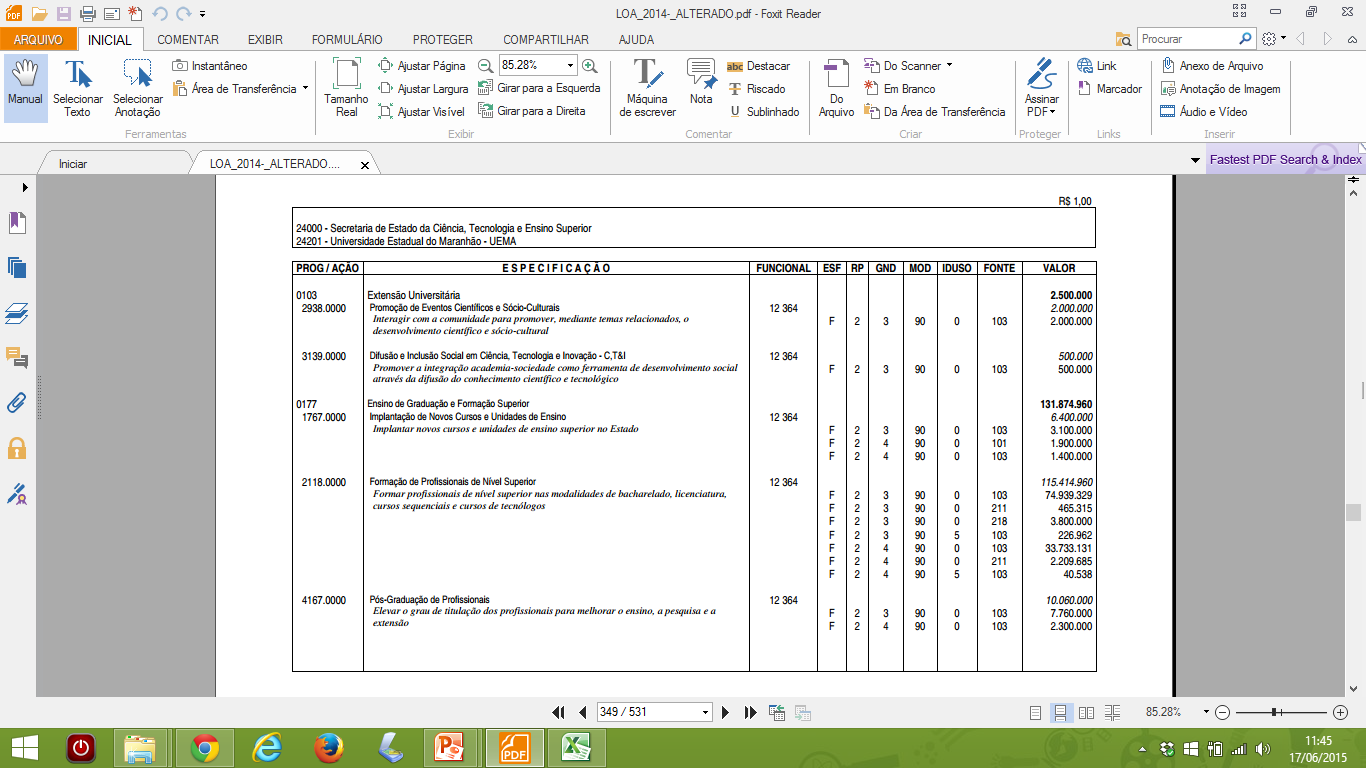 LOA_2014-_ALTERADO.pdf - Foxit Reader
ARQUIVO INICIAL COMENTAR EXIBIR FORMULÁRIO PROTEGER COMPARTILHAR AJUDA Procurar
Manual
Selecionar Texto
Selecionar Anotação
Instantâneo
Área de Transferência
Ferramentas
Tamanho Real
Ajustar Página
Ajustar Largura
Ajustar Visível
85.28%
Girar para a Esquerda
Girar para a Direita
Exibir
Máquina de escrever
Nota
Destacar
Riscado
Sublinhado
Comentar
Do Arquivo
Do Scanner
Em Branco
Da Área de Transferência
Criar
Assinar PDF
Proteger
Link
Marcador
Links
Anexo de Arquivo
Anotação de Imagem
Áudio e Vídeo
Inserir
Iniciar LOA_2014-_ALTERADO.... Fastest PDF Search & Index
R$ 1,00
24000 - Secretaria de Estado da Ciência, Tecnologia e Ensino Superior
24201 - Universidade Estadual do Maranhão - UEMA
PROG / AÇÃO E S P E C I F I C A Ç Ã O FUNCIONAL ESF RP GND MOD IDUSO FONTE VALOR
0103 Extensão Universitária 2.500.000
2938.0000 Promoção de Eventos Científicos e Sócio-Culturais 12 364 2.000.000
Interagir com a comunidade para promover, mediante temas relacionados, o F 2 3 90 0 103 2.000.000
desenvolvimento científico e sócio-cultural
3139.0000 Difusão e Inclusão Social em Ciência, Tecnologia e Inovação - C,T&I 12 364 500.000
Promover a integração academia-sociedade como ferramenta de desenvolvimento social F 2 3 90 0 103 500.000
através da difusão do conhecimento científico e tecnológico
0177 Ensino de Graduação e Formação Superior 131.874.960
1767.0000 Implantação de Novos Cursos e Unidades de Ensino 12 364 6.400.000
Implantar novos cursos e unidades de ensino superior no Estado F 2 3 90 0 103 3.100.000
F 2 4 90 0 101 1.900.000
F 2 4 90 0 103 1.400.000
2118.0000 Formação de Profissionais de Nível Superior 12 364 115.414.960
Formar profissionais de nível superior nas modalidades de bacharelado, licenciatura, F 2 3 90 0 103 74.939.329
cursos sequenciais e cursos de tecnólogos F 2 3 90 0 211 465.315
F 2 3 90 0 218 3.800.000
F 2 3 90 5 103 226.962
F 2 4 90 0 103 33.733.131
F 2 4 90 0 211 2.209.685
F 2 4 90 5 103 40.538
4167.0000 Pós-Graduação de Profissionais 12 364 10.060.000
Elevar o grau de titulação dos profissionais para melhorar o ensino, a pesquisa e a F 2 3 90 0 103 7.760.000
extensão F 2 4 90 0 103 2.300.000
349 / 531 85.28%
11:45
17/06/2015